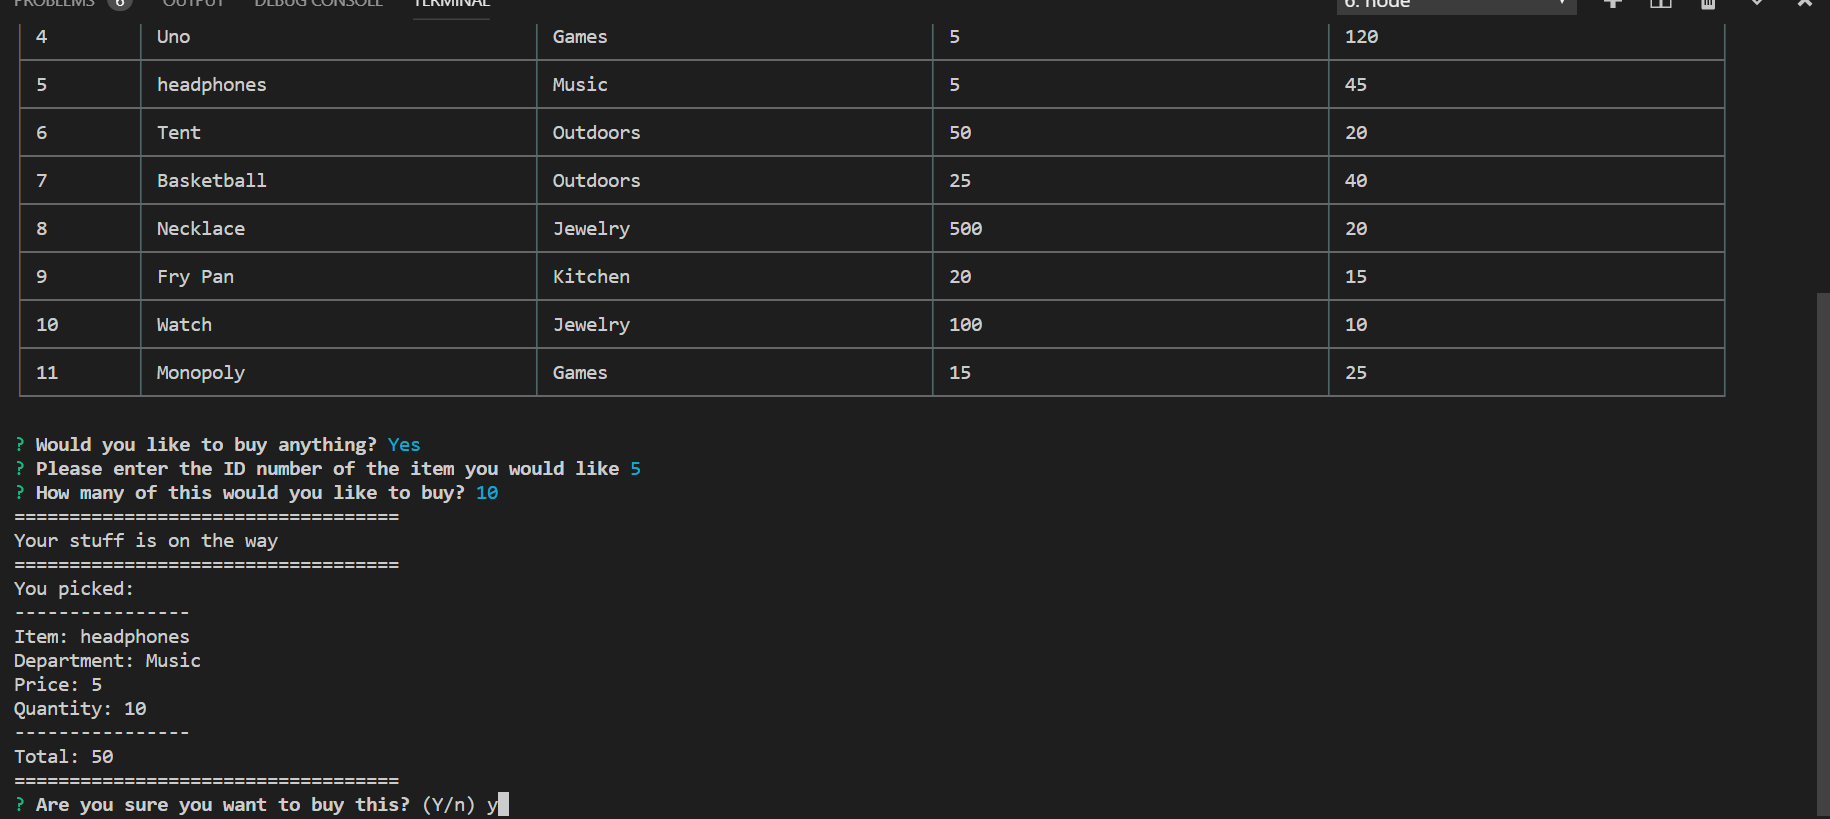 PROBLEMS 6 OUTPUT DEBUG CONSOLE TERMINAL 6: node
4 Uno Games 5 120
5 headphones Music 5 45
6 Tent Outdoors 50 20
7 Basketball Outdoors 25 40
8 Necklace Jewelry 500 20
9 Fry Pan Kitchen 20 15
10 Watch Jewelry 100 10
11 Monopoly Games 15 25
? Would you like to buy anything? Yes
? Please enter the ID number of the item you would like 5
? How many of this would you like to buy? 10
===================================
Your stuff is on the way
===================================
You picked:
----------------
Item: headphones
Department: Music
Price: 5
Quantity: 10
----------------
Total: 50
===================================
? Are you sure you want to buy this? (Y/n) y